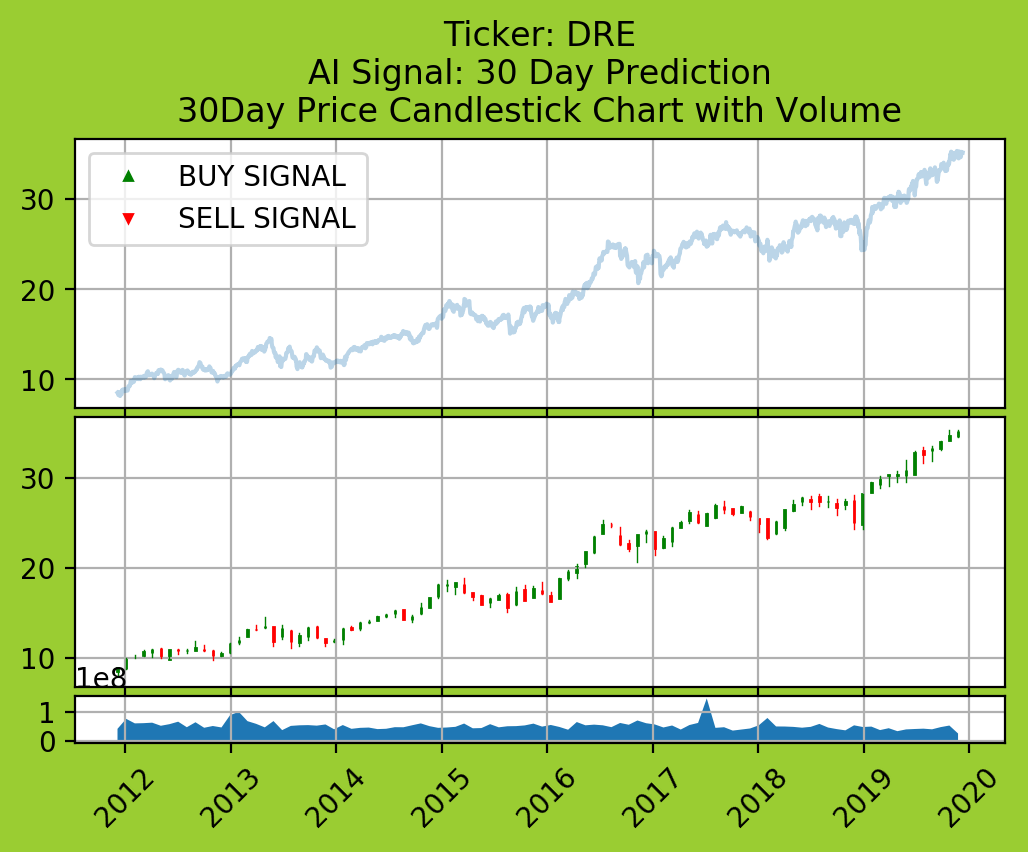 Ticker: DRE
AI Signal: 30 Day Prediction
30Day Price Candlestick Chart with Volume
BUY SIGNAL
SELL SIGNAL
30
20
10
30
20
10
1e8
1
0
2012 2013 2014 2015 2016 2017 2018 2019 2020